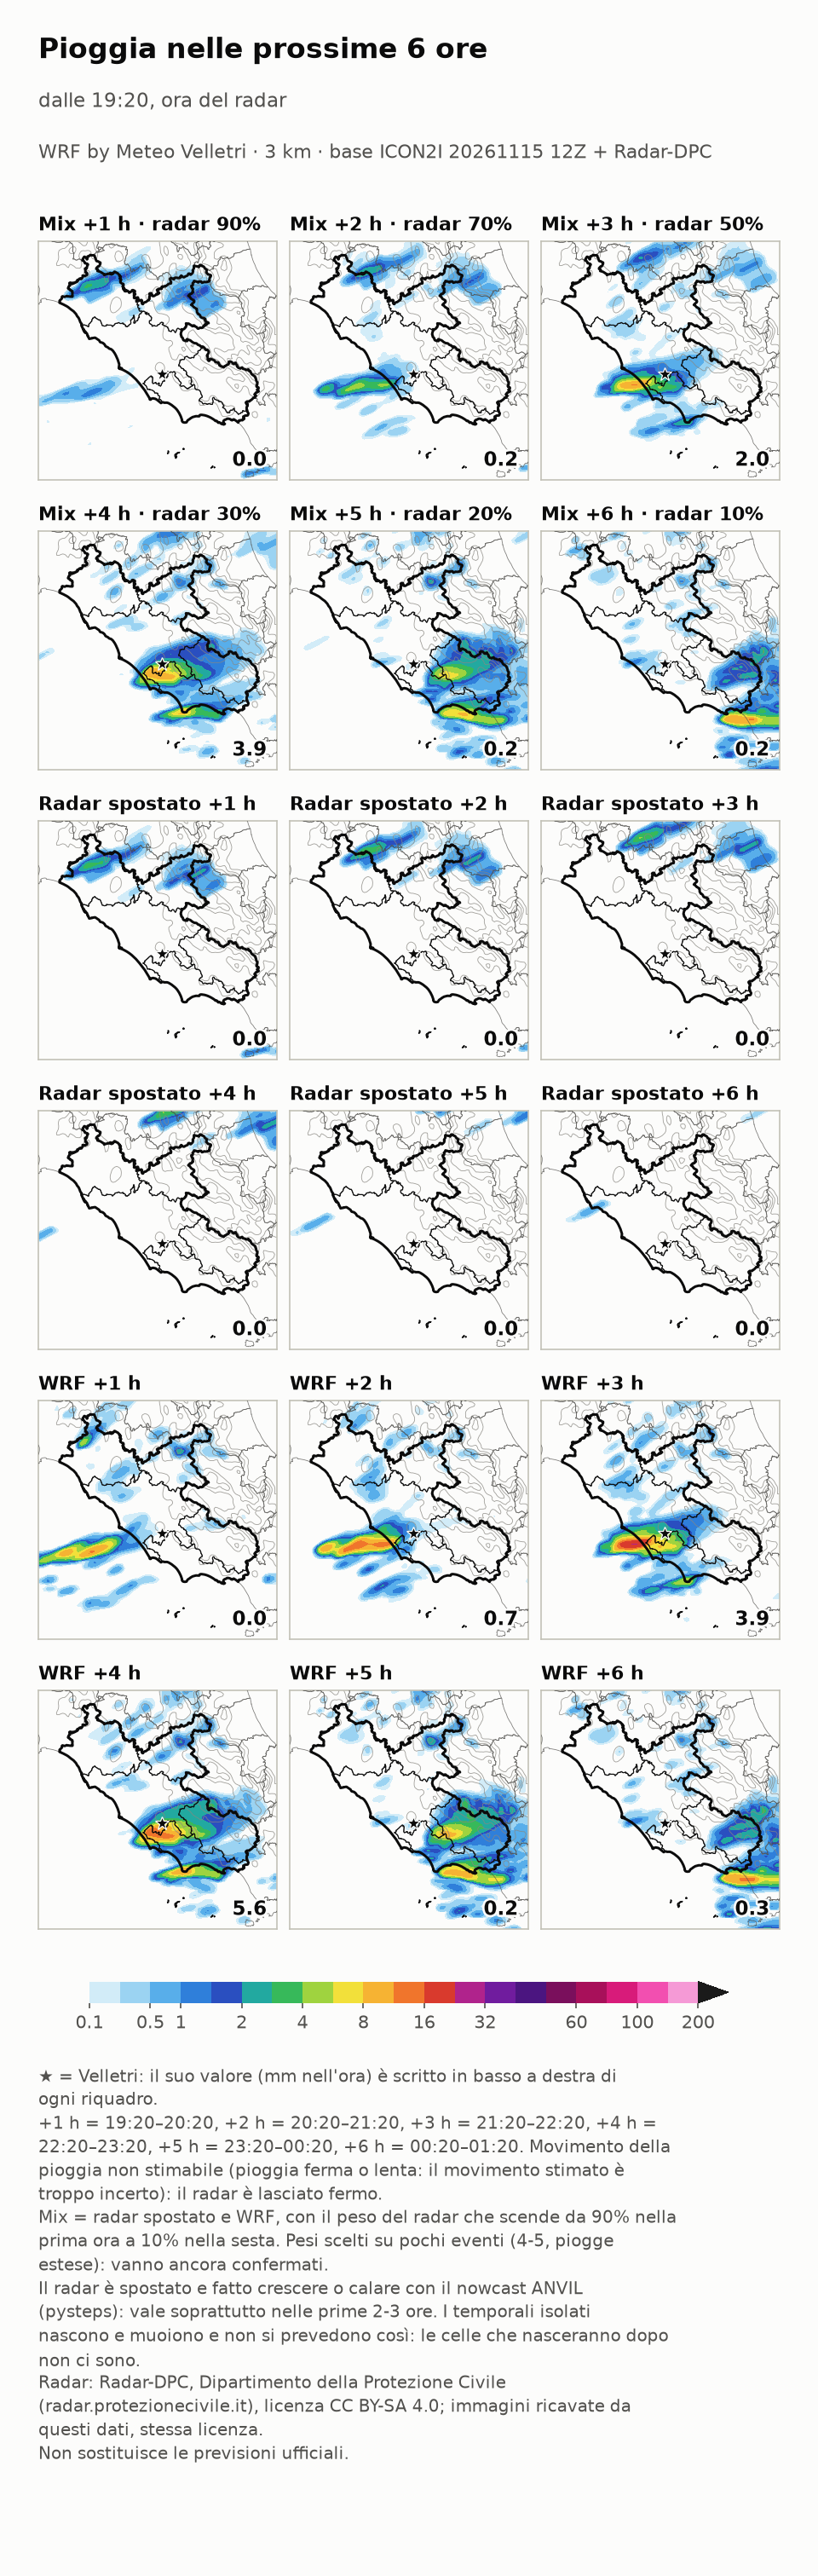 Pioggia nelle prossime 6 ore
dalle 19:20, ora del radar
WRF by Meteo Velletri · 3 km · base ICON2I 20261115 12Z + Radar-DPC
Mix +1 h · radar 90% Mix +2 h · radar 70% Mix +3 h · radar 50%
0.0 0.2 2.0
Mix +4 h · radar 30% Mix +5 h · radar 20% Mix +6 h · radar 10%
3.9 0.2 0.2
Radar spostato +1 h Radar spostato +2 h Radar spostato +3 h
0.0 0.0 0.0
Radar spostato +4 h Radar spostato +5 h Radar spostato +6 h
0.0 0.0 0.0
WRF +1 h WRF +2 h WRF +3 h
0.0 0.7 3.9
WRF +4 h WRF +5 h WRF +6 h
5.6 0.2 0.3
0.1 0.5 1 2 4 8 16 32 60 100 200
★ = Velletri: il suo valore (mm nell'ora) è scritto in basso a destra di
ogni riquadro.
+1 h = 19:20–20:20, +2 h = 20:20–21:20, +3 h = 21:20–22:20, +4 h =
22:20–23:20, +5 h = 23:20–00:20, +6 h = 00:20–01:20. Movimento della
pioggia non stimabile (pioggia ferma o lenta: il movimento stimato è
troppo incerto): il radar è lasciato fermo.
Mix = radar spostato e WRF, con il peso del radar che scende da 90% nella
prima ora a 10% nella sesta. Pesi scelti su pochi eventi (4-5, piogge
estese): vanno ancora confermati.
Il radar è spostato e fatto crescere o calare con il nowcast ANVIL
(pysteps): vale soprattutto nelle prime 2-3 ore. I temporali isolati
nascono e muoiono e non si prevedono così: le celle che nasceranno dopo
non ci sono.
Radar: Radar-DPC, Dipartimento della Protezione Civile
(radar.protezionecivile.it), licenza CC BY-SA 4.0; immagini ricavate da
questi dati, stessa licenza.
Non sostituisce le previsioni ufficiali.